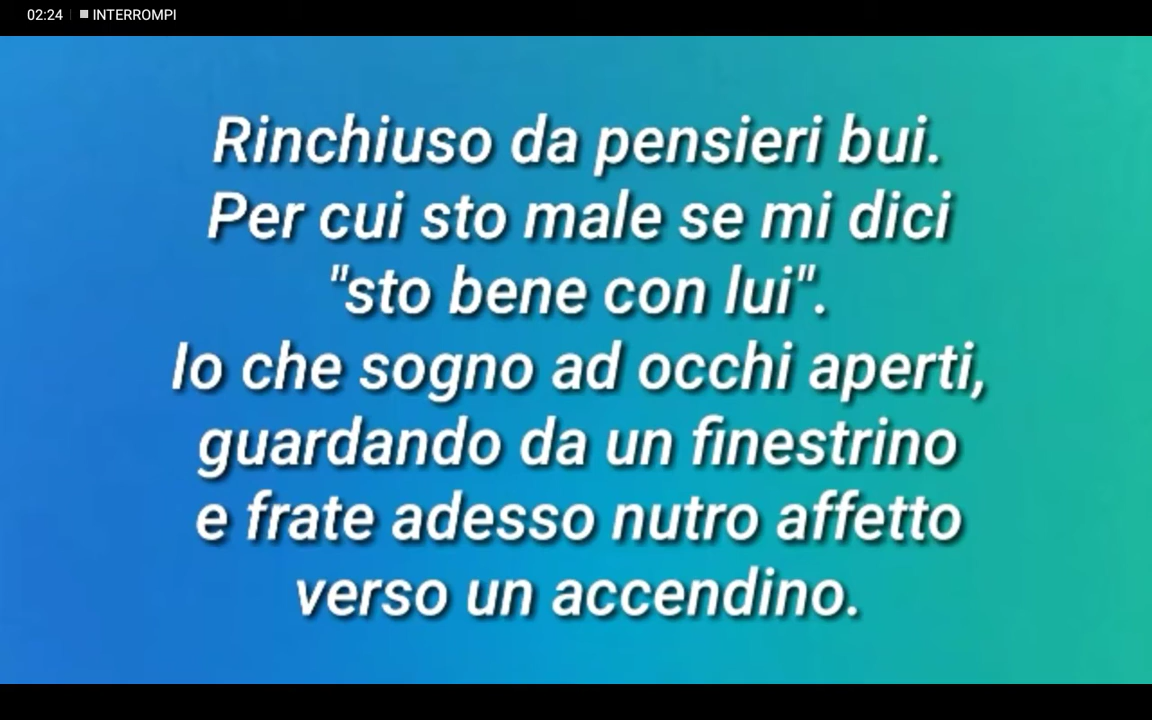 02:24 INTERROMPI
Rinchiuso da pensieri bui.
Per cui sto male se mi dici
"sto bene con lui".
Io che sogno ad occhi aperti,
guardando da un finestrino
e frate adesso nutro affetto
verso un accendino.